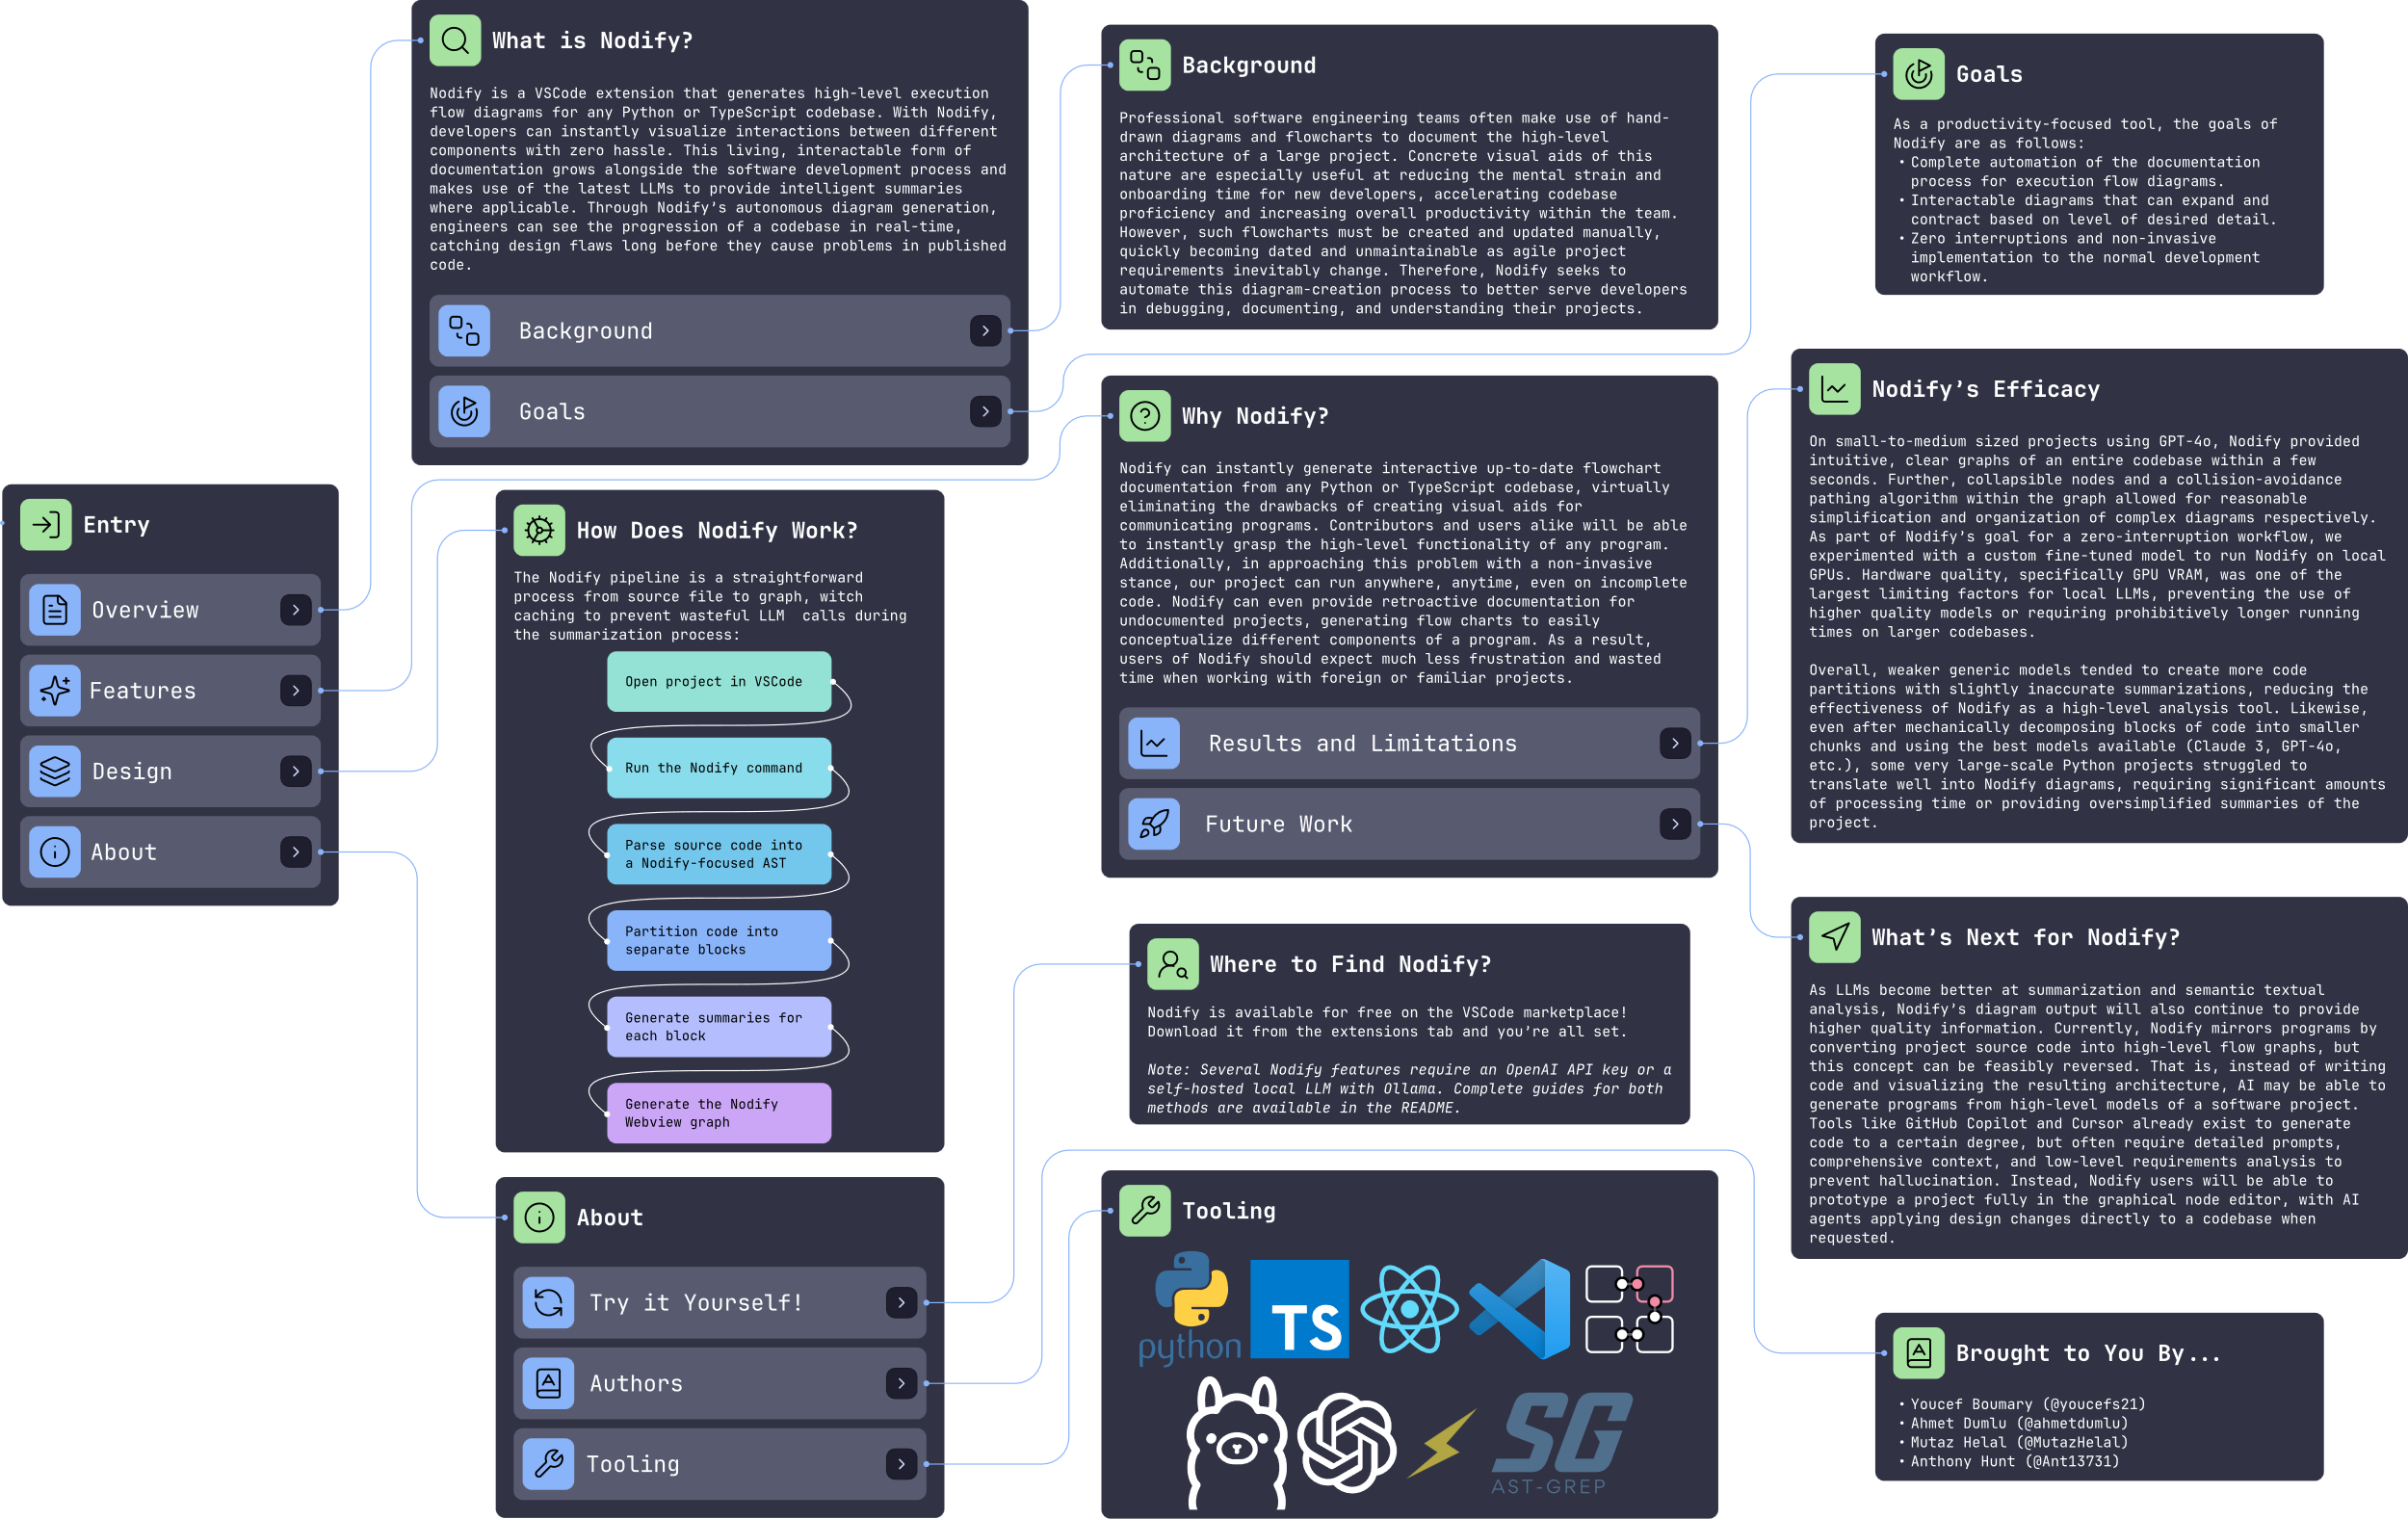 Entry
Overview
Features
Design
About
What is Nodify?
Nodify is a VSCode extension that generates high-level execution
flow diagrams for any Python or TypeScript codebase. With Nodify,
developers can instantly visualize interactions between different
components with zero hassle. This living, interactable form of
documentation grows alongside the software development process and
makes use of the latest LLMs to provide intelligent summaries
where applicable. Through Nodify’s autonomous diagram generation,
engineers can see the progression of a codebase in real-time,
catching design flaws long before they cause problems in published
code.
Background
Goals
How Does Nodify Work?
The Nodify pipeline is a straightforward
process from source file to graph, witch
caching to prevent wasteful LLM  calls during
the summarization process:
Open project in VSCode
Run the Nodify command
Parse source code into
a Nodify-focused AST
Partition code into
separate blocks
Generate summaries for
each block
Generate the Nodify
Webview graph
About
Try it Yourself!
Authors
Tooling
Background
Professional software engineering teams often make use of hand-
drawn diagrams and flowcharts to document the high-level
architecture of a large project. Concrete visual aids of this
nature are especially useful at reducing the mental strain and
onboarding time for new developers, accelerating codebase
proficiency and increasing overall productivity within the team.
However, such flowcharts must be created and updated manually,
quickly becoming dated and unmaintainable as agile project
requirements inevitably change. Therefore, Nodify seeks to
automate this diagram-creation process to better serve developers
in debugging, documenting, and understanding their projects.
Why Nodify?
Nodify can instantly generate interactive up-to-date flowchart
documentation from any Python or TypeScript codebase, virtually
eliminating the drawbacks of creating visual aids for
communicating programs. Contributors and users alike will be able
to instantly grasp the high-level functionality of any program.
Additionally, in approaching this problem with a non-invasive
stance, our project can run anywhere, anytime, even on incomplete
code. Nodify can even provide retroactive documentation for
undocumented projects, generating flow charts to easily
conceptualize different components of a program. As a result,
users of Nodify should expect much less frustration and wasted
time when working with foreign or familiar projects.
Results and Limitations
Future Work
Where to Find Nodify?
Nodify is available for free on the VSCode marketplace!
Download it from the extensions tab and you’re all set.
Note: Several Nodify features require an OpenAI API key or a
self-hosted local LLM with Ollama. Complete guides for both
methods are available in the README.
Tooling
python
TS
SG
AST-GREP
Goals
As a productivity-focused tool, the goals of
Nodify are as follows:
• Complete automation of the documentation
process for execution flow diagrams.
• Interactable diagrams that can expand and
contract based on level of desired detail.
• Zero interruptions and non-invasive
implementation to the normal development
workflow.
Nodify’s Efficacy
On small-to-medium sized projects using GPT-4o, Nodify provided
intuitive, clear graphs of an entire codebase within a few
seconds. Further, collapsible nodes and a collision-avoidance
pathing algorithm within the graph allowed for reasonable
simplification and organization of complex diagrams respectively.
As part of Nodify’s goal for a zero-interruption workflow, we
experimented with a custom fine-tuned model to run Nodify on local
GPUs. Hardware quality, specifically GPU VRAM, was one of the
largest limiting factors for local LLMs, preventing the use of
higher quality models or requiring prohibitively longer running
times on larger codebases.
Overall, weaker generic models tended to create more code
partitions with slightly inaccurate summarizations, reducing the
effectiveness of Nodify as a high-level analysis tool. Likewise,
even after mechanically decomposing blocks of code into smaller
chunks and using the best models available (Claude 3, GPT-4o,
etc.), some very large-scale Python projects struggled to
translate well into Nodify diagrams, requiring significant amounts
of processing time or providing oversimplified summaries of the
project.
What’s Next for Nodify?
As LLMs become better at summarization and semantic textual
analysis, Nodify’s diagram output will also continue to provide
higher quality information. Currently, Nodify mirrors programs by
converting project source code into high-level flow graphs, but
this concept can be feasibly reversed. That is, instead of writing
code and visualizing the resulting architecture, AI may be able to
generate programs from high-level models of a software project.
Tools like GitHub Copilot and Cursor already exist to generate
code to a certain degree, but often require detailed prompts,
comprehensive context, and low-level requirements analysis to
prevent hallucination. Instead, Nodify users will be able to
prototype a project fully in the graphical node editor, with AI
agents applying design changes directly to a codebase when
requested.
Brought to You By...
• Youcef Boumary (@youcefs21)
• Ahmet Dumlu (@ahmetdumlu)
• Mutaz Helal (@MutazHelal)
• Anthony Hunt (@Ant13731)